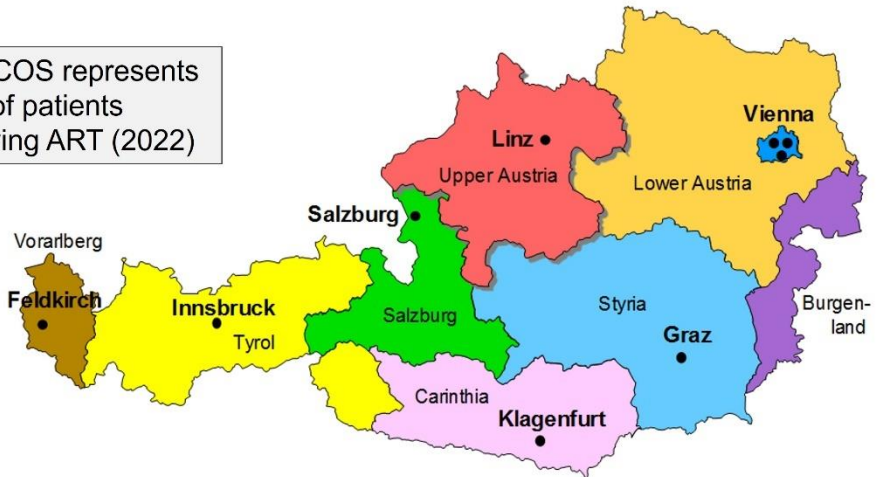 COS represents
of patients
ing ART (2022)
Vienna
Linz
Upper Austria
Lower Austria
Salzburg
Vorarlberg
Feldkirch
Innsbruck
Tyrol
Salzburg
Styria
Burgen-
land
Graz
Carinthia
Klagenfurt